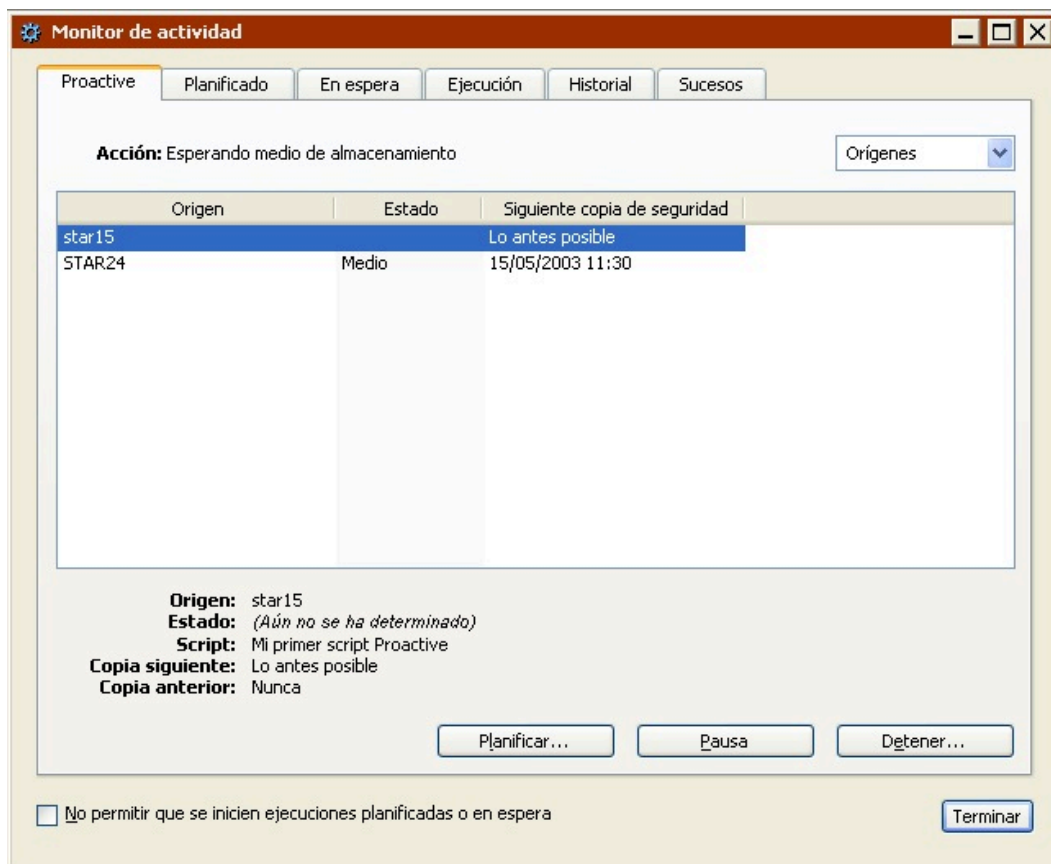 Monitor de actividad
Proactive Planificado En espera Ejecución Historial Sucesos
Acción: Esperando medio de almacenamiento Orígenes
Origen Estado Siguiente copia de seguridad
star15 Lo antes posible
STAR24 Medio 15/05/2003 11:30
Origen: star15
Estado: (Aún no se ha determinado)
Script: Mi primer script Proactive
Copia siguiente: Lo antes posible
Copia anterior: Nunca
Planificar... Pausa Detener...
No permitir que se inicien ejecuciones planificadas o en espera Terminar